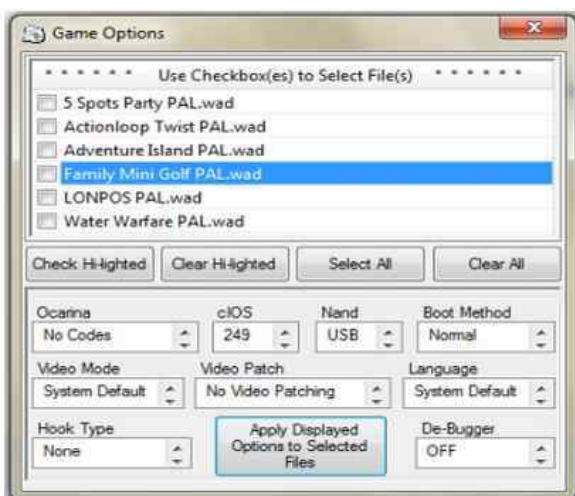 Game Options
* * * * * * Use Checkbox(es) to Select File(s) * * * * * *
5 Spots Party PAL.wad
Actionloop Twist PAL.wad
Adventure Island PAL.wad
Family Mini Golf PAL.wad
LONPOS PAL.wad
Water Warfare PAL.wad
Check Hi-lighted Clear Hi-lighted Select All Clear All
Ocarina cIOS Nand Boot Method
No Codes 249 USB Normal
Video Mode Video Patch Language
System Default No Video Patching System Default
Hook Type Apply Displayed De-Bugger
None Options to Selected OFF
Files